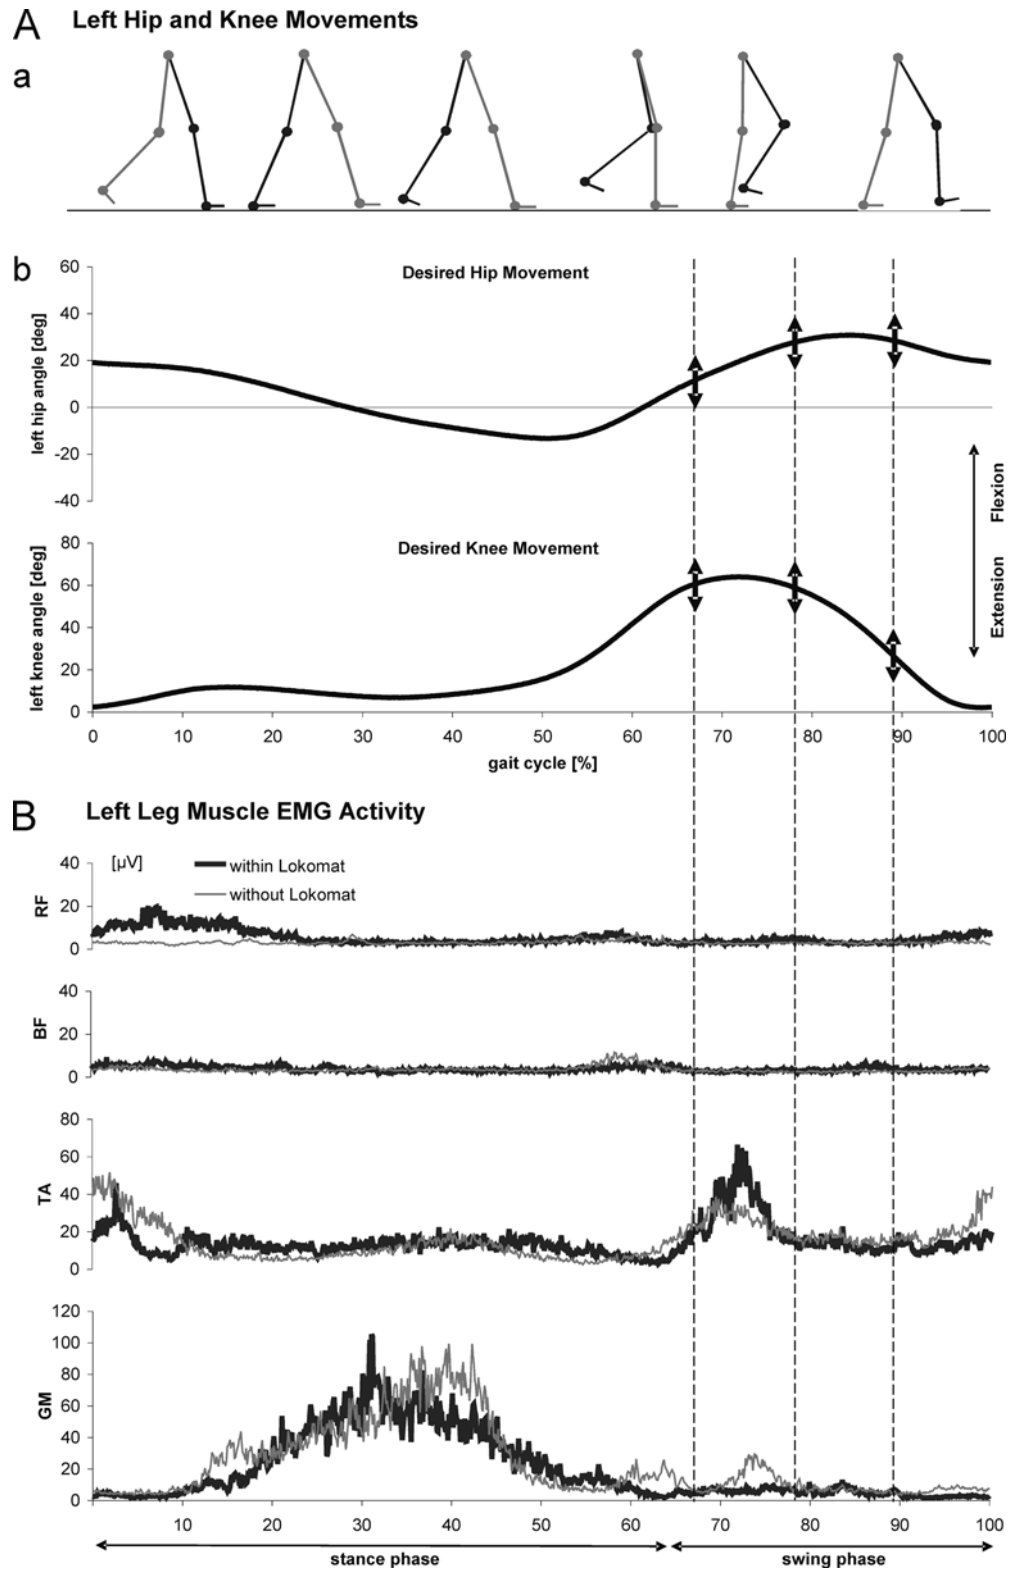 A Left Hip and Knee Movements
a
b
Desired Hip Movement
left hip angle [deg]
60
40
20
0
-20
-40
Flexion
Extension
Desired Knee Movement
left knee angle [deg]
80
60
40
20
0
0 10 20 30 40 50 60 70 80 90 100
gait cycle [%]
B Left Leg Muscle EMG Activity
[µV]
within Lokomat
without Lokomat
RF
40
20
0
BF
40
20
0
TA
80
60
40
20
0
GM
120
100
80
60
40
20
0
10 20 30 40 50 60 70 80 90 100
stance phase swing phase